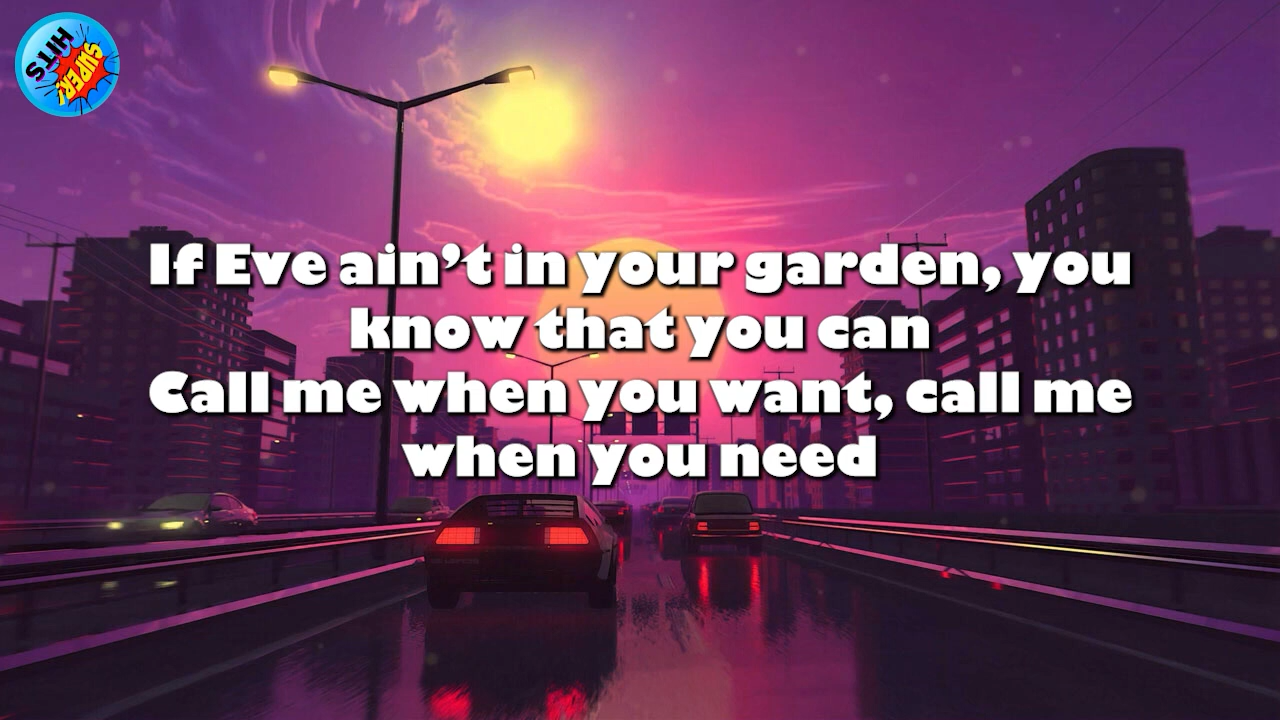 SUPER!
HITS
If Eve ain't in your garden, you
know that you can
Call me when you want, call me
when you need